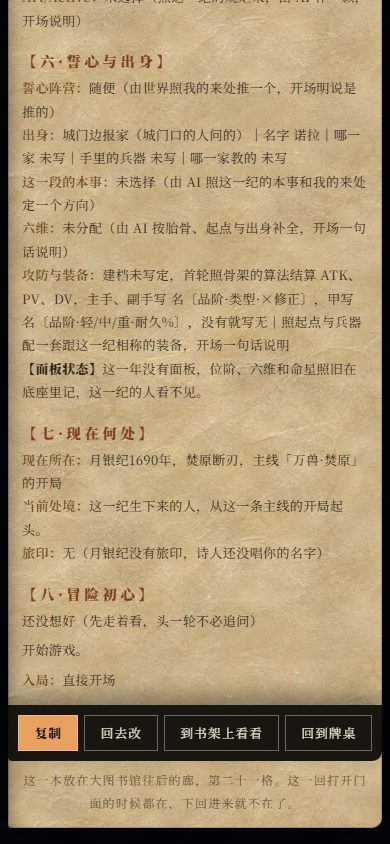 开场说明）
【六·誓心与出身】
誓心阵营：随便（由世界照我的来处推一个，开场明说是
推的）
出身：城门边报家（城门口的人问的）｜名字 诺拉｜哪一
家 未写｜手里的兵器 未写｜哪一家教的 未写
这一段的本事：未选择（由 AI 照这一纪的本事和我的来处
定一个方向）
六维：未分配（由 AI 按胎骨、起点与出身补全，开场一句
话说明）
攻防与装备：建档未写定，首轮照骨架的算法结算 ATK、
PV、DV，主手、副手写 名〔品阶·类型·×修正〕，甲写
名〔品阶·轻/中/重·耐久%〕，没有就写无｜照起点与兵器
配一套跟这一纪相称的装备，开场一句话说明
【面板状态】这一年没有面板，位阶、六维和命星照旧在
底座里记，这一纪的人看不见。
【七·现在何处】
现在所在：月银纪1690年，焚原断刃，主线「万兽·焚原」
的开局
当前处境：这一纪生下来的人，从这一条主线的开局起
头。
旅印：无（月银纪没有旅印，诗人还没唱你的名字）
【八·冒险初心】
还没想好（先走着看，头一轮不必追问）
开始游戏。
入局：直接开场
复制 回去改 到书架上看看 回到牌桌
这一本放在大图书馆往后的廊，第二十一格。这一回打开门
面的时候都在，下回进来就不在了。